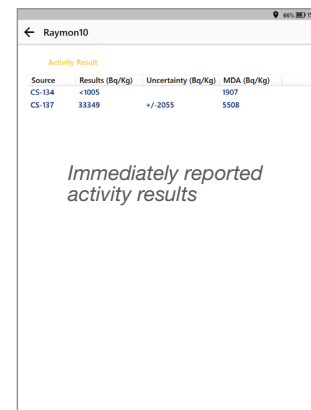 66% 15
← Raymon10
Activity Result
Source Results (Bq/Kg) Uncertainty (Bq/Kg) MDA (Bq/Kg)
CS-134 <1005 1907
CS-137 33349 +/-2055 5508
Immediately reported
activity results